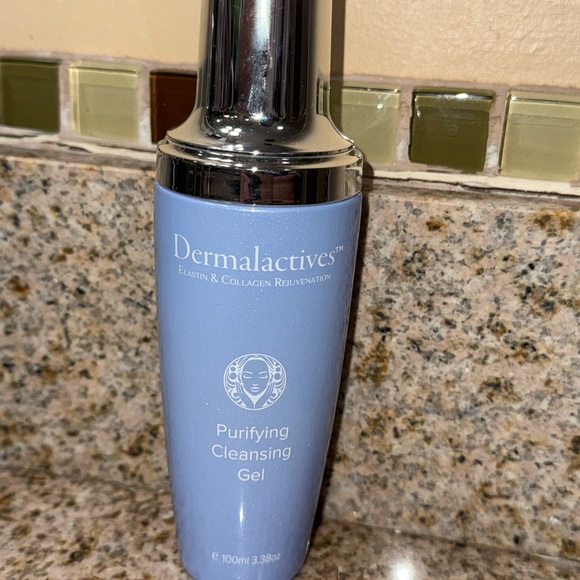 Dermalactives™
Elastin & Collagen Rejuvenation
Purifying
Cleansing
Gel
℮ 100ml 3.38oz